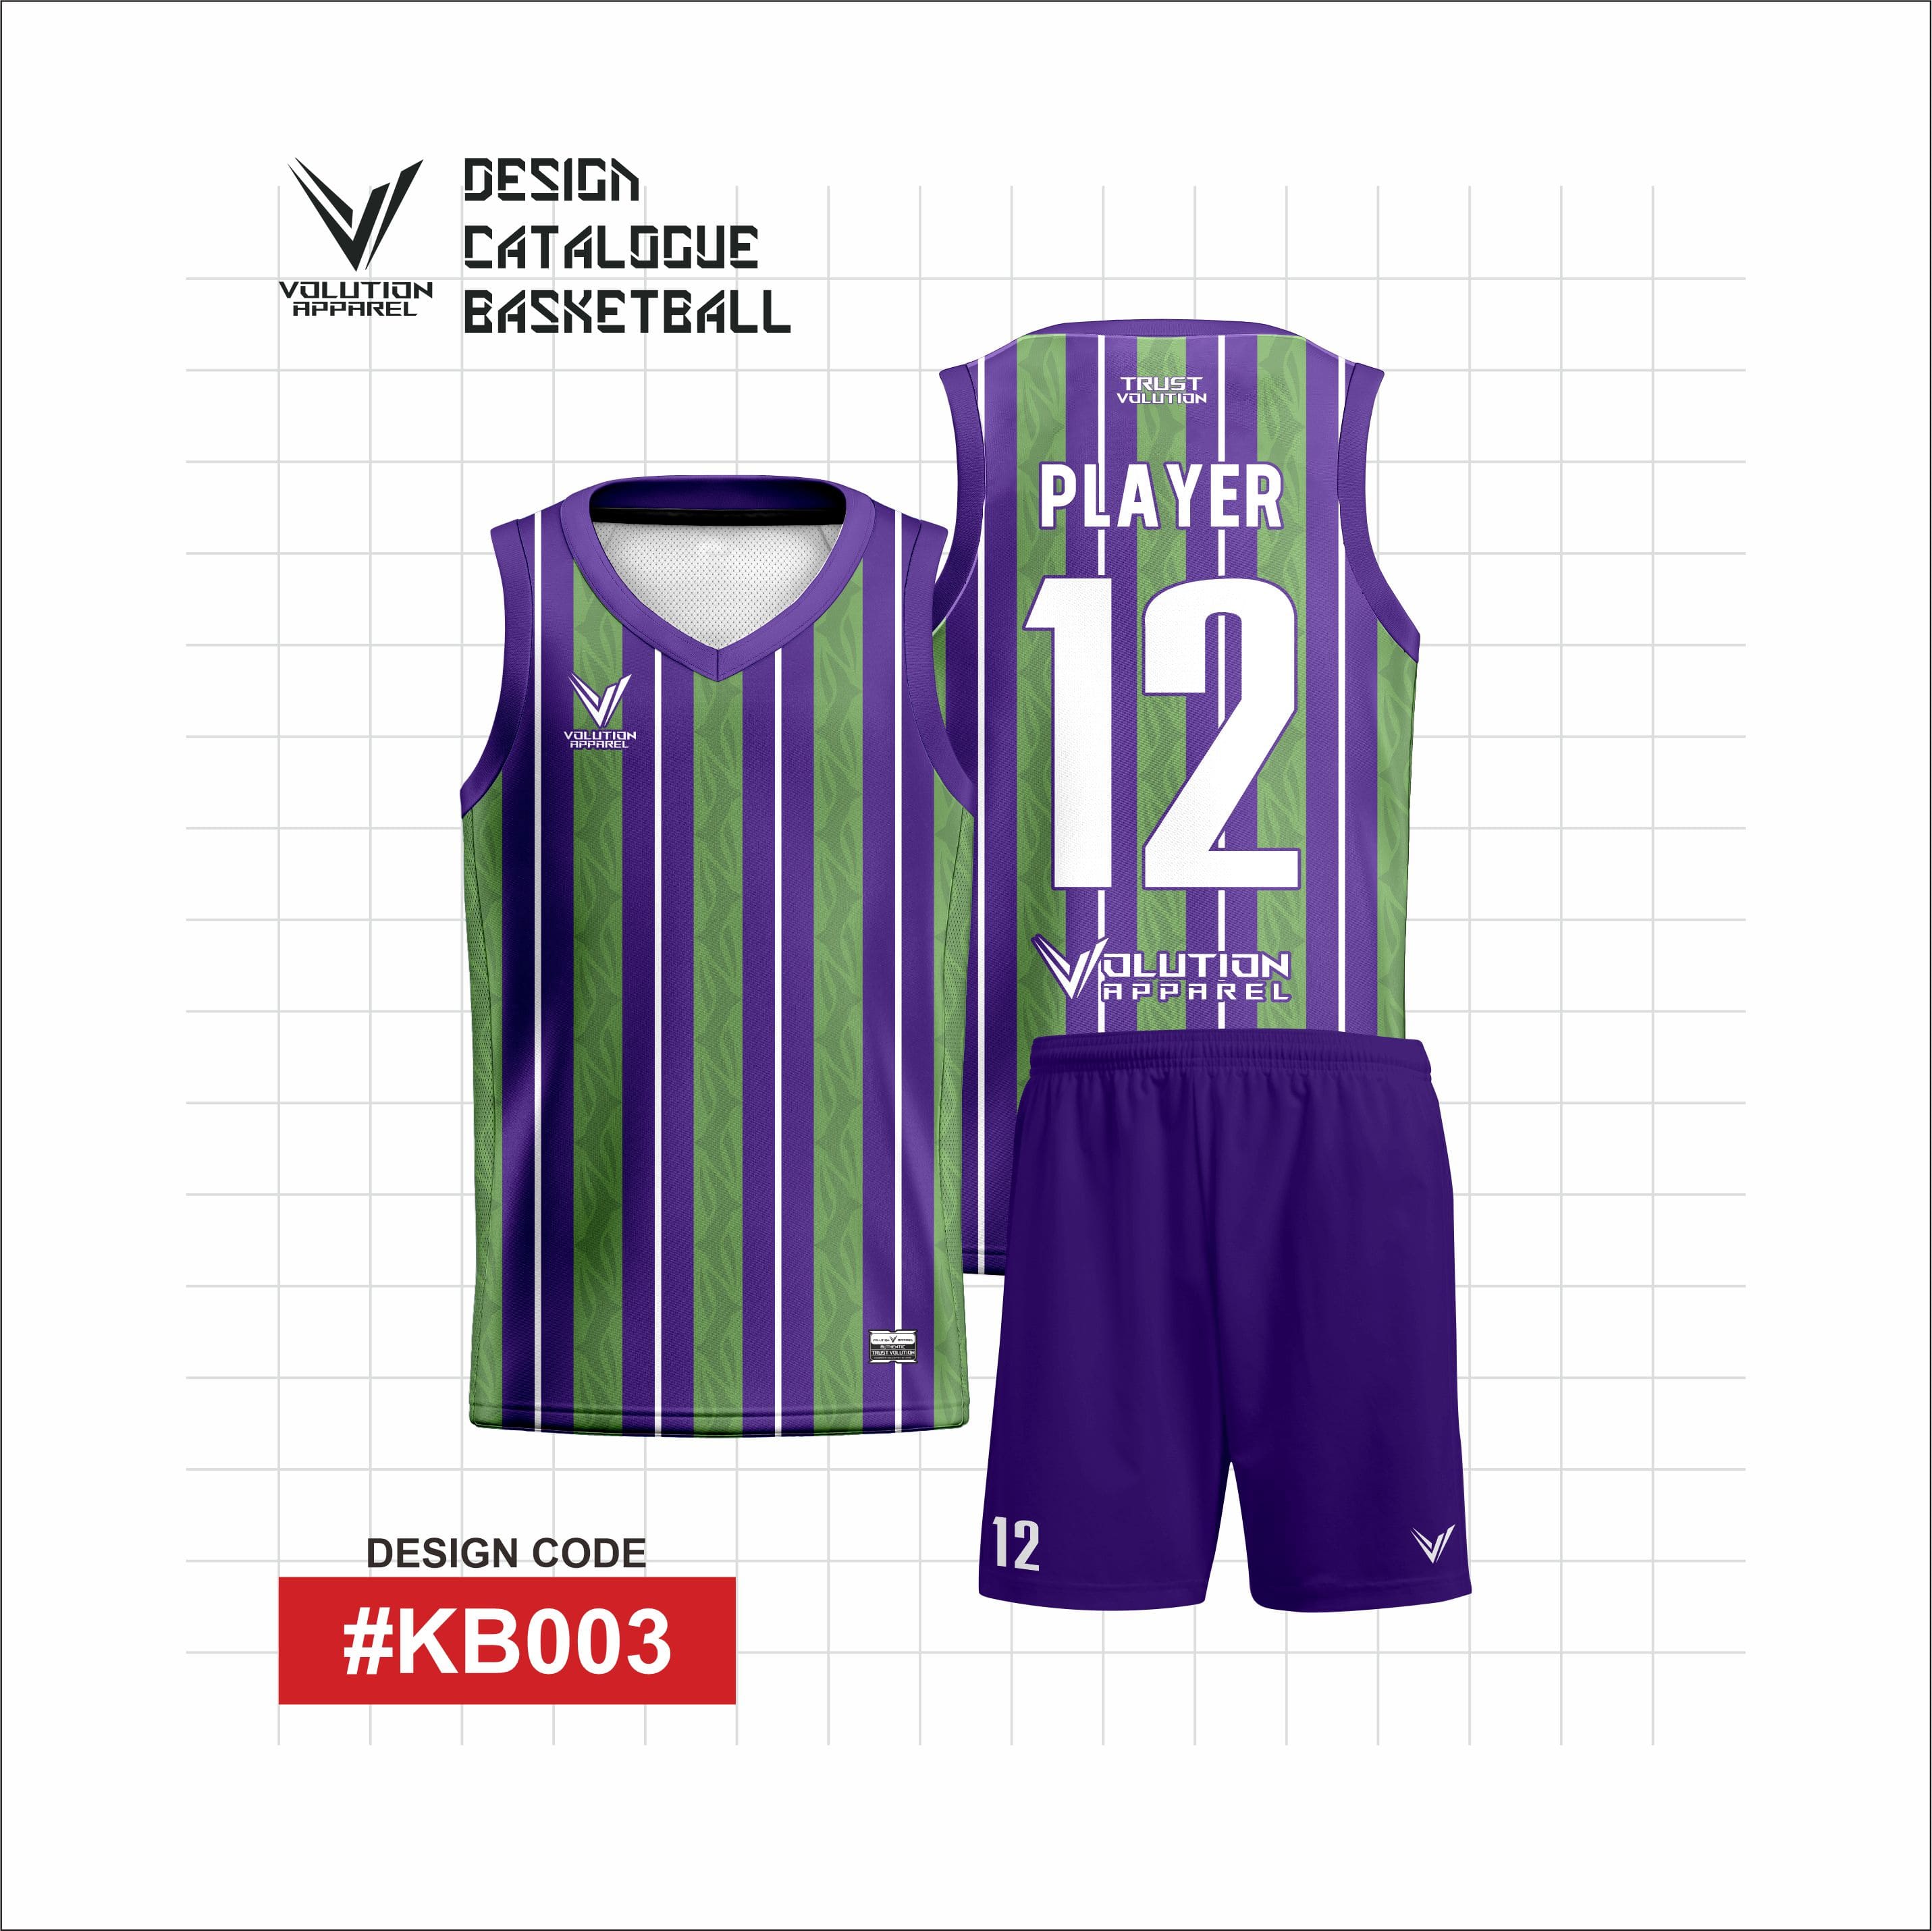 VOLUTION
APPAREL
DESIGN
CATALOGUE
BASKETBALL
TRUST
VOLUTION
PLAYER
12
VOLUTION
APPAREL
VOLUTION
APPAREL
VOLUTION APPAREL
AUTHENTIC
TRUST VOLUTION
12
DESIGN CODE
#KB003